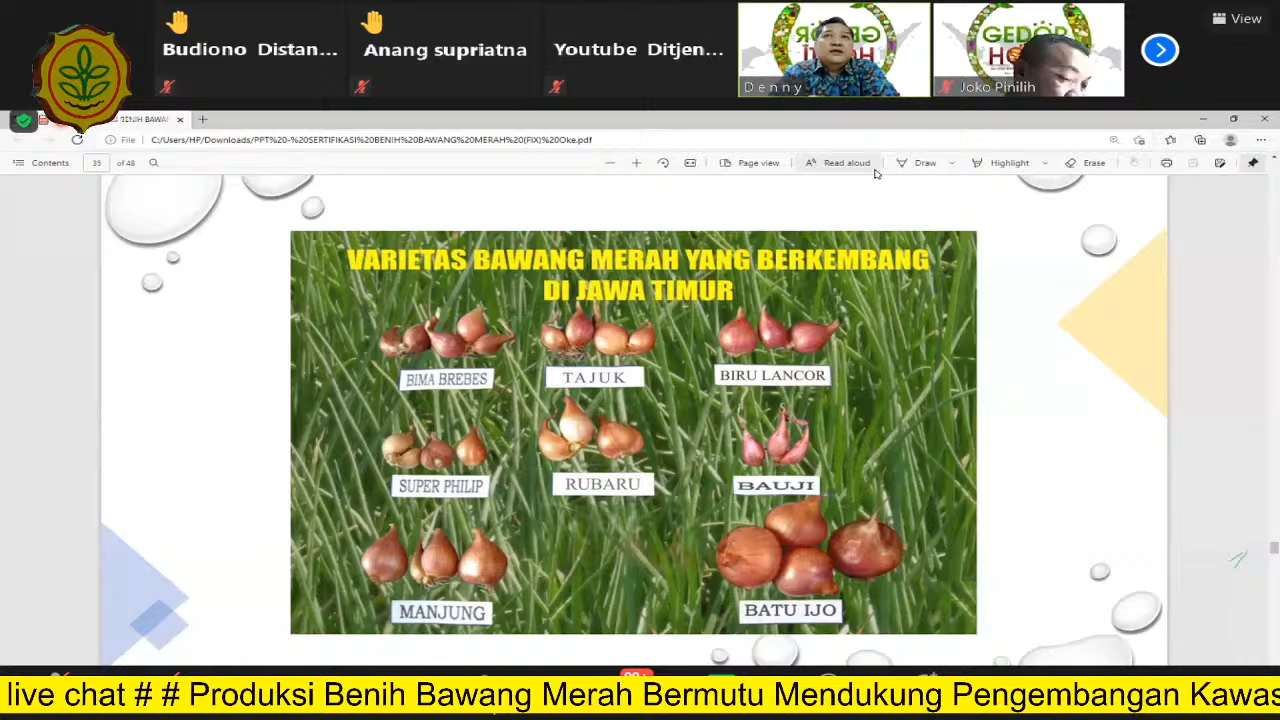 Budiono Distan...
Anang supriatna
Youtube Ditjen...
GEDOR
Denny
GEDOR
Joko Pinilih
View
File
C:/Users/HP/Downloads/PPT%20-%20SERTIFIKASI%20BENIH%20BAWANG%20MERAH%20(FIX)%20Oke.pdf
Contents
35
of 48
Page view
Read aloud
Draw
Highlight
Erase
VARIETAS BAWANG MERAH YANG BERKEMBANG
DI JAWA TIMUR
BIMA BREBES
TAJUK
BIRU LANCOR
SUPER PHILIP
RUBARU
BAUJI
MANJUNG
BATU IJO
live chat # # Produksi Benih Bawang Merah Bermutu Mendukung Pengembangan Kawas